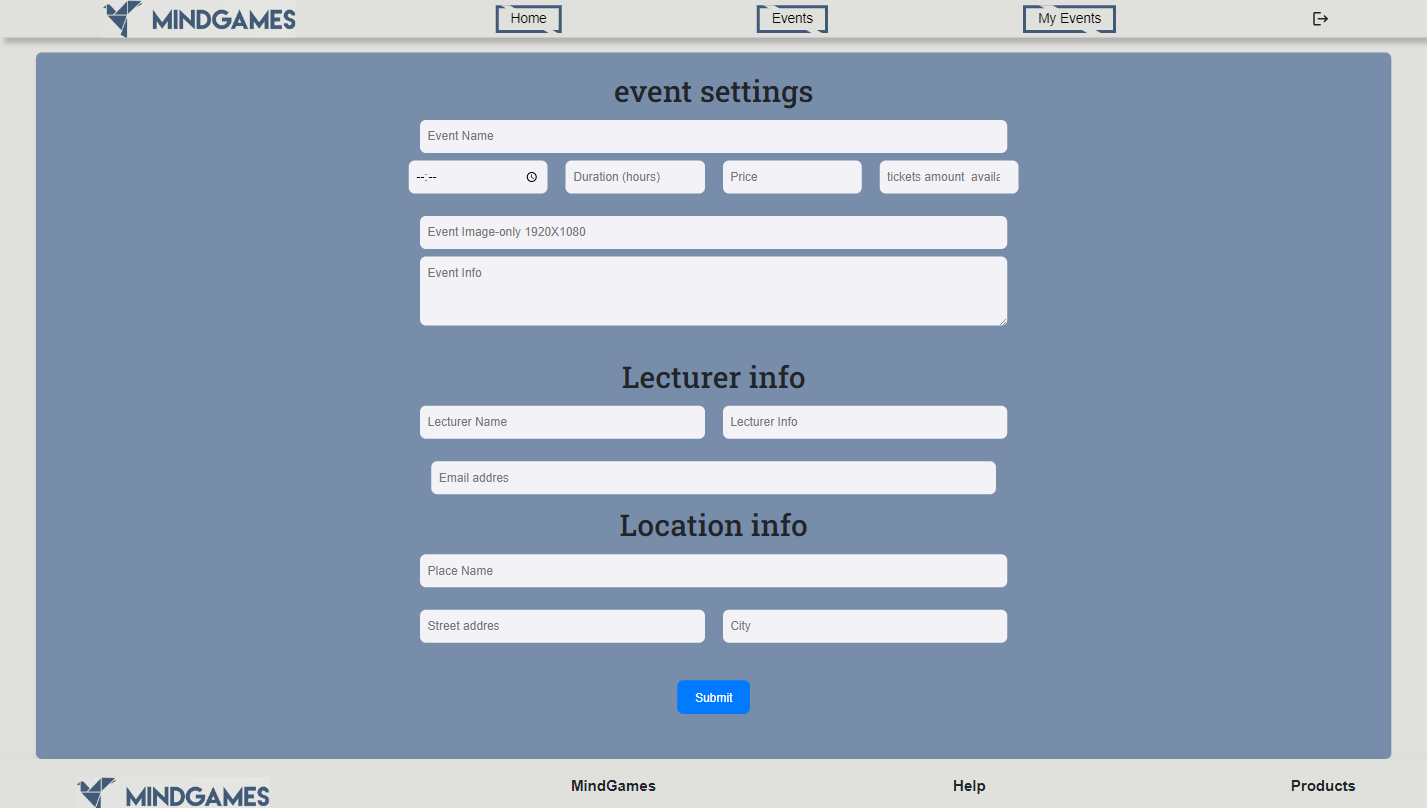 MINDGAMES Home Events My Events
event settings
Event Name
--:-- Duration (hours) Price tickets amount availa
Event Image-only 1920X1080
Event Info
Lecturer info
Lecturer Name Lecturer Info
Email addres
Location info
Place Name
Street addres City
Submit
MINDGAMES MindGames Help Products